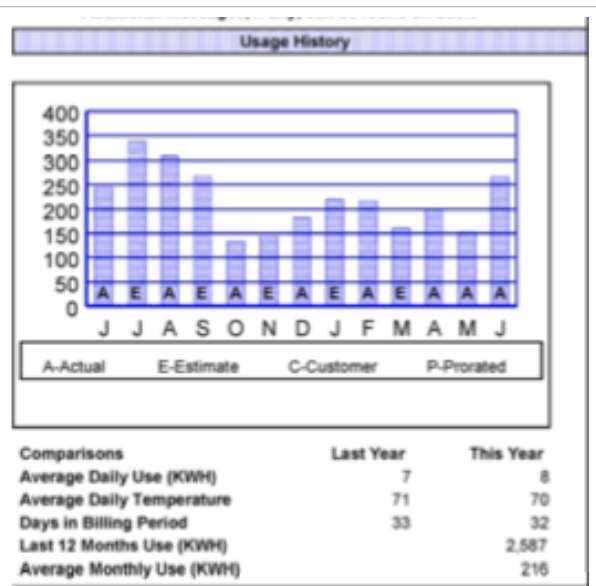 Usage History
400
350
300
250
200
150
100
50
0
A E A E A E A E A E A A A
J J A S O N D J F M A M J
A-Actual E-Estimate C-Customer P-Prorated
Comparisons Last Year This Year
Average Daily Use (KWH) 7 8
Average Daily Temperature 71 70
Days in Billing Period 33 32
Last 12 Months Use (KWH) 2,587
Average Monthly Use (KWH) 216